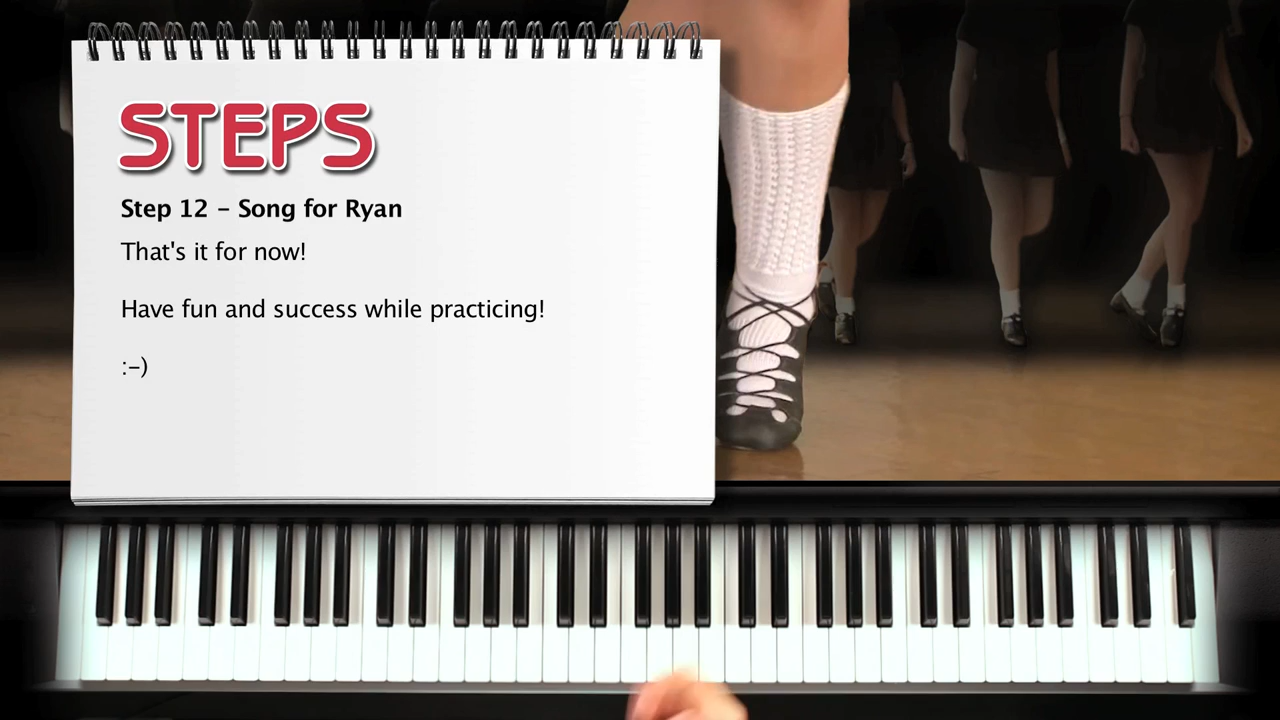 STEPS
Step 12 – Song for Ryan
That's it for now!
Have fun and success while practicing!
:–)